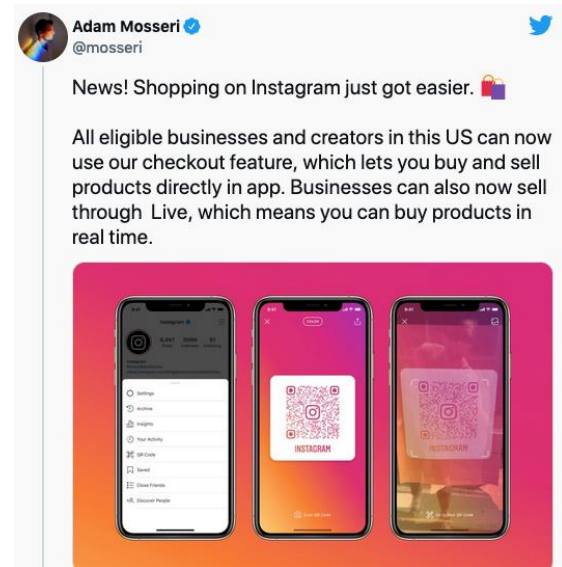 Adam Mosseri
@mosseri
News! Shopping on Instagram just got easier. 🛍️
All eligible businesses and creators in this US can now
use our checkout feature, which lets you buy and sell
products directly in app. Businesses can also now sell
through Live, which means you can buy products in
real time.
Instagram
Settings
Archive
Insights
Your Activity
QR Code
Saved
Close Friends
Discover People
COLOR
INSTAGRAM
INSTAGRAM